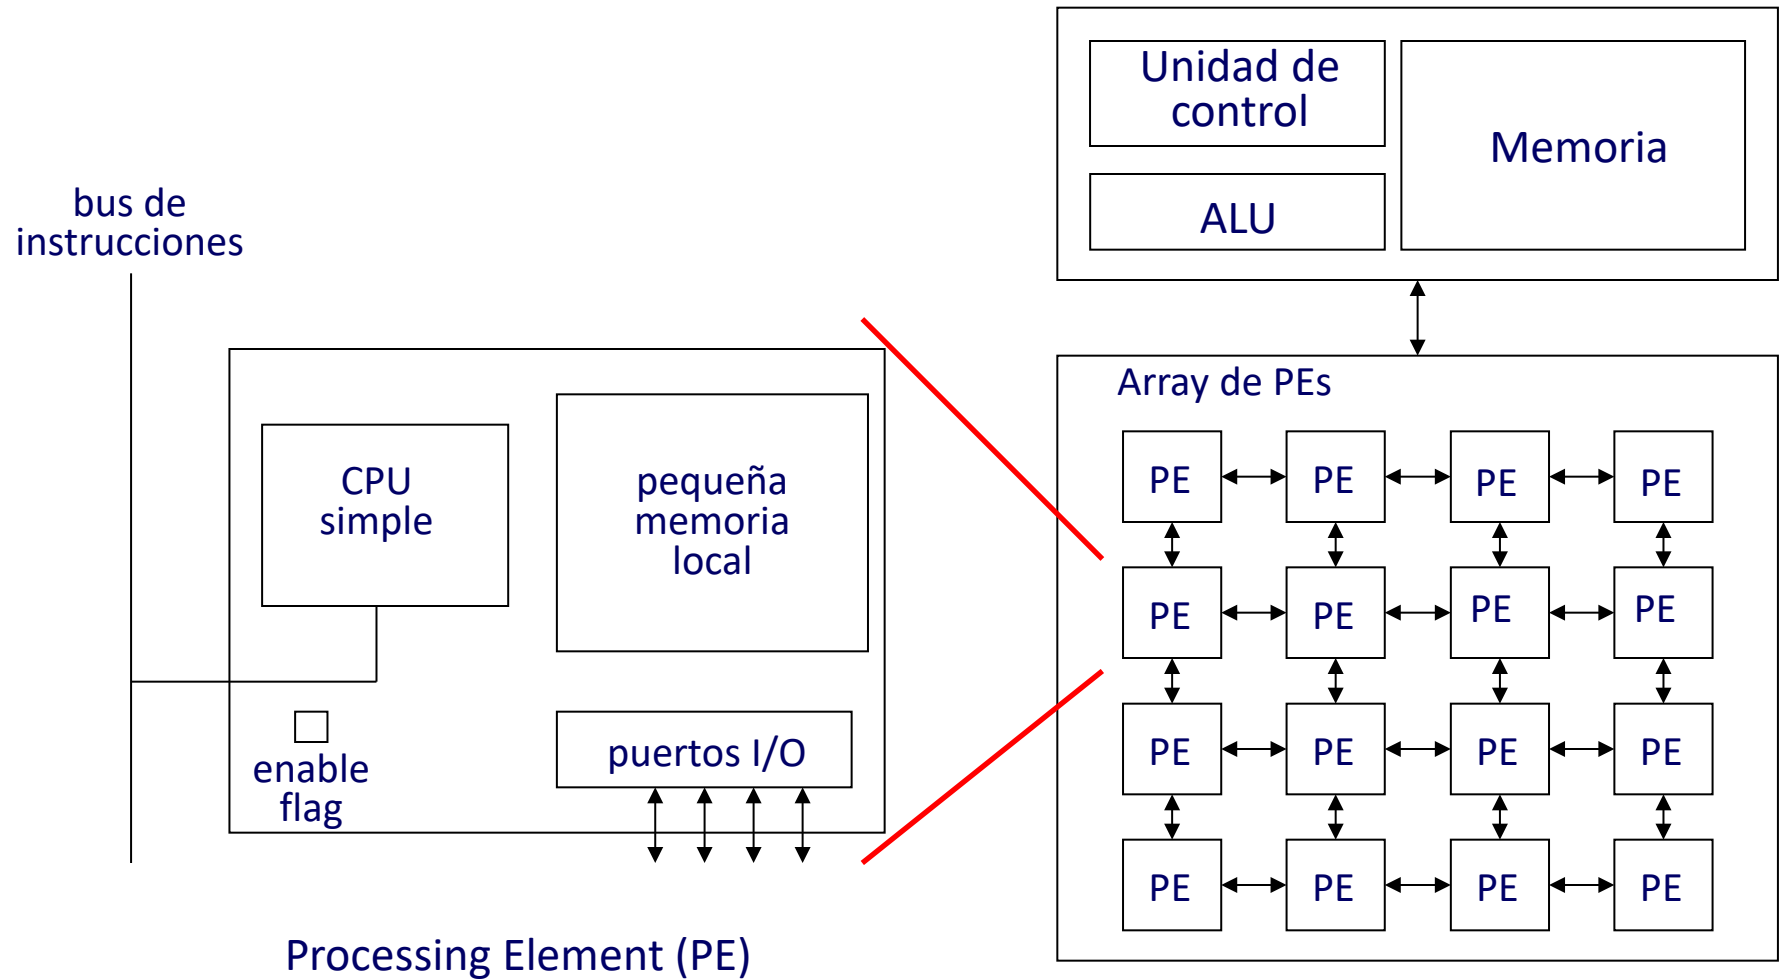 Unidad de
control
Memoria
ALU
bus de
instrucciones
Array de PEs
CPU
simple
pequeña
memoria
local
enable
flag
puertos I/O
PE PE PE PE
PE PE PE PE
PE PE PE PE
PE PE PE PE
Processing Element (PE)